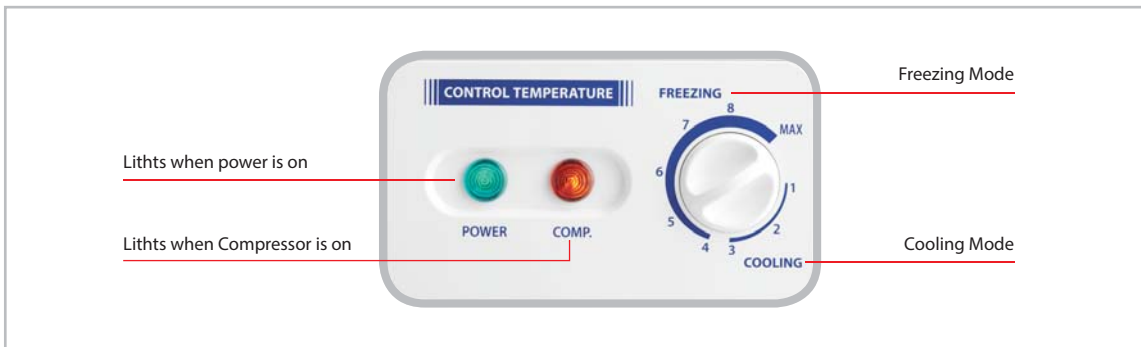 CONTROL TEMPERATURE
FREEZING
Freezing Mode
8
7
MAX
Lithts when power is on
6
1
5
2
POWER
COMP.
4
3
Lithts when Compressor is on
COOLING
Cooling Mode